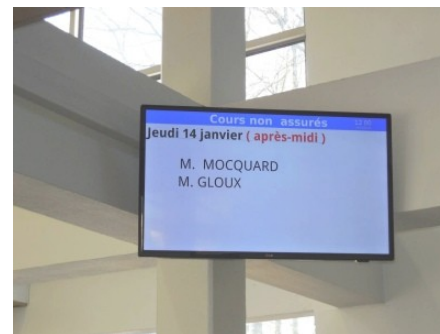 Cours non assurés
Jeudi 14 janvier ( après-midi )
M. MOCQUARD
M. GLOUX